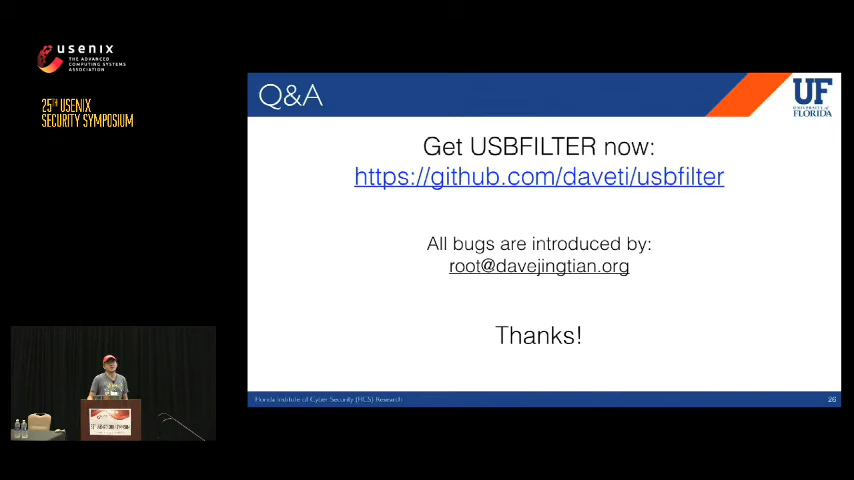 usenix
THE ADVANCED
COMPUTING SYSTEMS
ASSOCIATION
25TH USENIX
SECURITY SYMPOSIUM
Q&A
UF
UNIVERSITY of
FLORIDA
Get USBFILTER now:
https://github.com/daveti/usbfilter
All bugs are introduced by:
root@davejingtian.org
Thanks!
Florida Institute of Cyber Security (FICS) Research
26